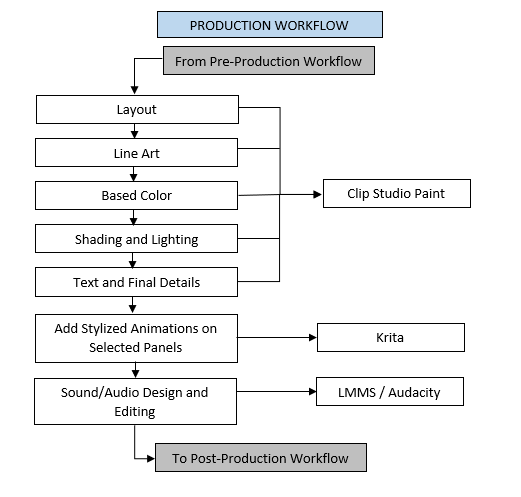 PRODUCTION WORKFLOW
From Pre-Production Workflow
Layout
Line Art
Based Color
Clip Studio Paint
Shading and Lighting
Text and Final Details
Add Stylized Animations on
Selected Panels
Krita
Sound/Audio Design and
Editing
LMMS / Audacity
To Post-Production Workflow